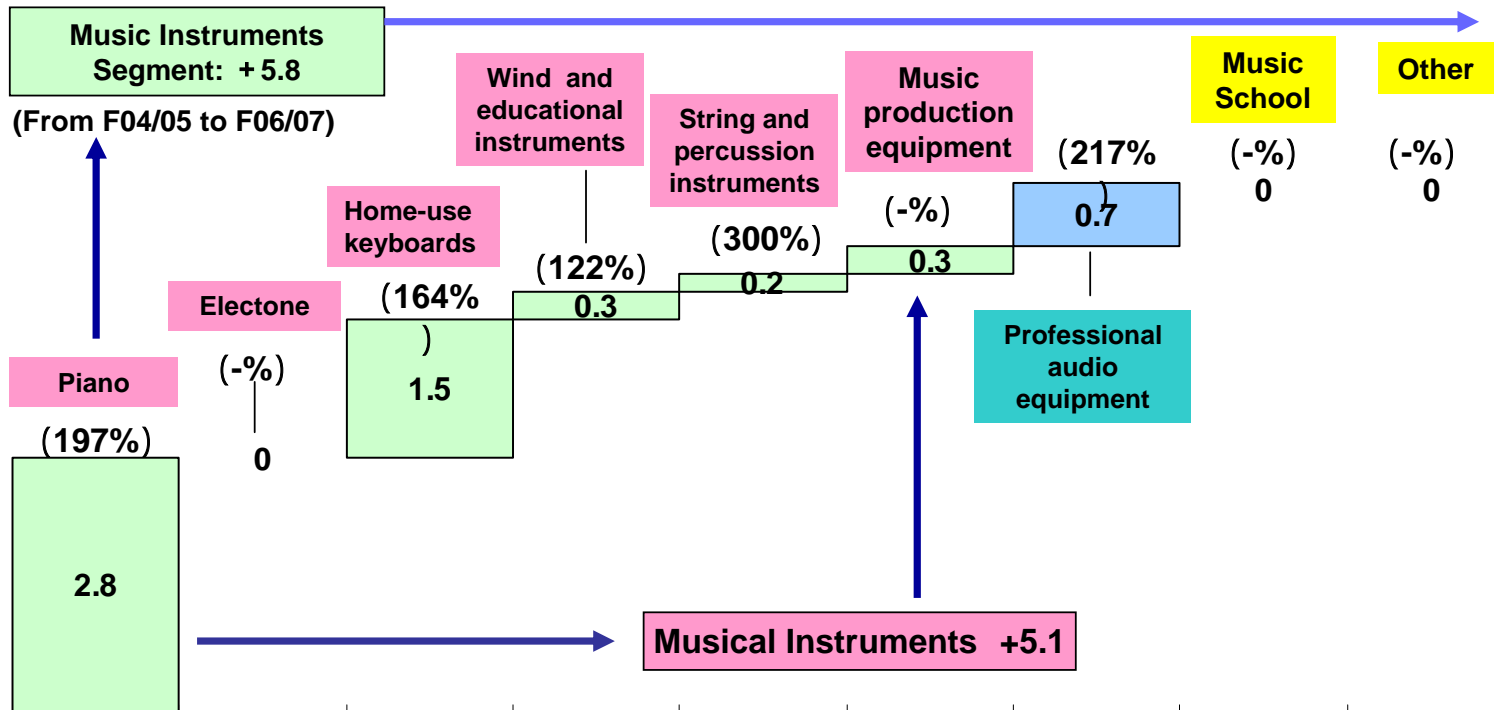 Music Instruments
Segment: +5.8
(From F04/05 to F06/07)
Piano
(197%)
2.8
Electone
(-%)
0
Home-use
keyboards
(164%
)
1.5
Wind and
educational
instruments
(122%)
0.3
String and
percussion
instruments
(300%)
0.2
Music
production
equipment
(-%)
0.3
(217%
)
0.7
Professional
audio
equipment
Music
School
(-%)
0
Other
(-%)
0
Musical Instruments +5.1